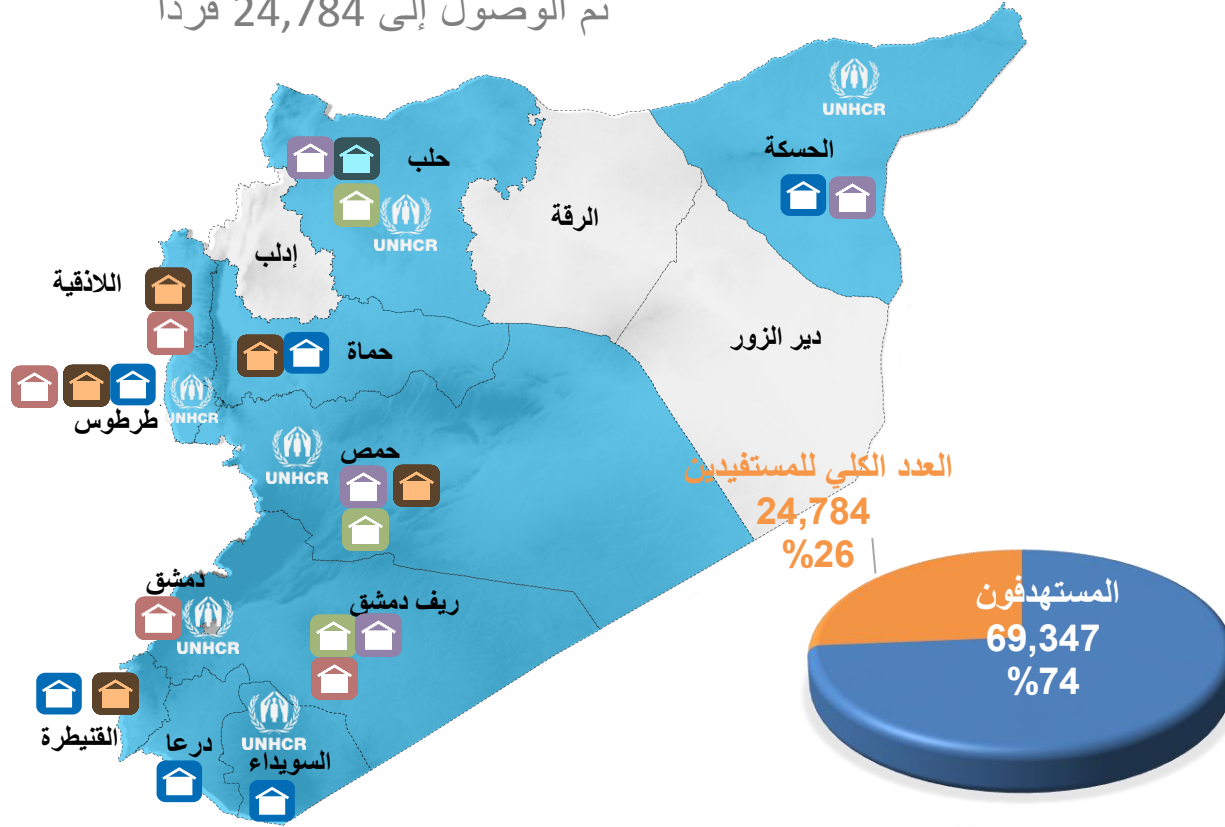 تم الوصول إلى 24,784 فردا
UNHCR
الحسكة
حلب
UNHCR
الرقة
إدلب
اللاذقية
دير الزور
حماة
UNHCR
طرطوس
حمص
UNHCR
العدد الكلي للمستفيدين
24,784
%26
دمشق
UNHCR
ريف دمشق
المستهدفون
69,347
%74
القنيطرة
درعا
UNHCR
السويداء